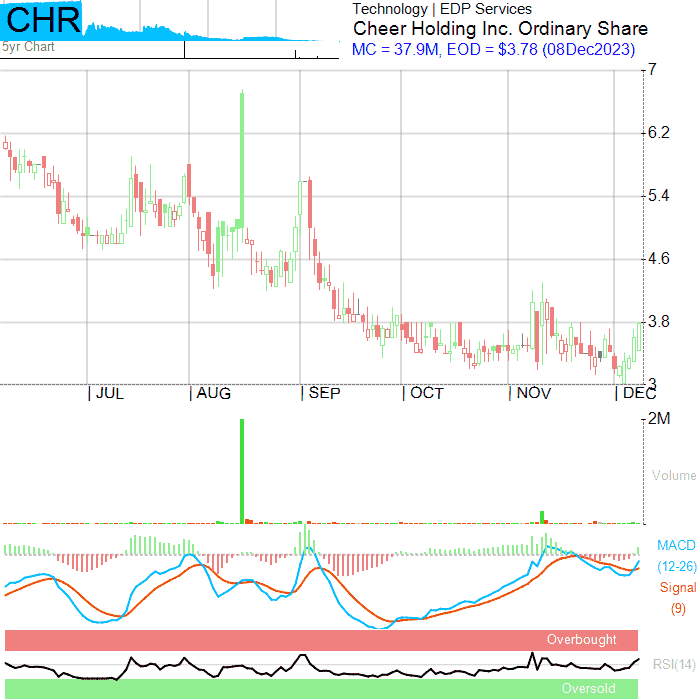 CHR
5yr Chart
Technology | EDP Services
Cheer Holding Inc. Ordinary Share
MC = 37.9M, EOD = $3.78 (08Dec2023)
7
6.2
5.4
4.6
3.8
3
JUL
AUG
SEP
OCT
NOV
DEC
2M
Volume
MACD
(12-26)
Signal
(9)
Overbought
RSI(14)
Oversold